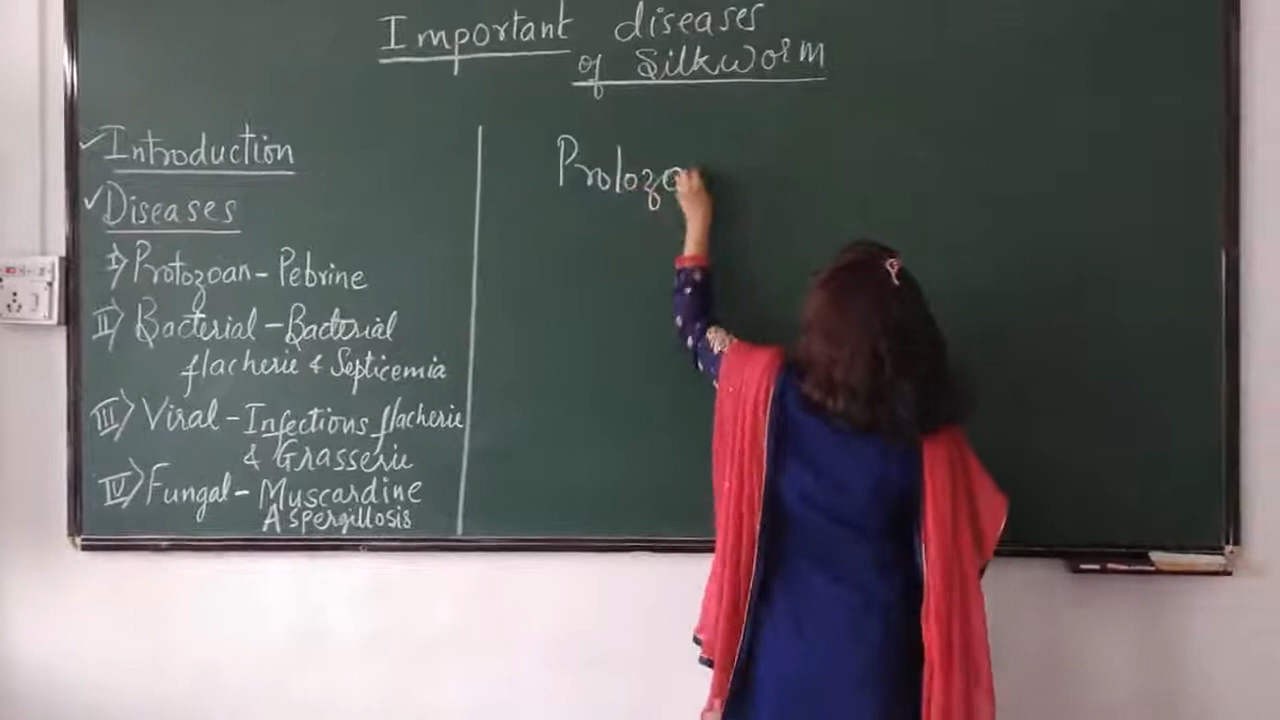 Important diseases
of Silkworm
✓Introduction
✓Diseases
I) Protozoan - Pebrine
II) Bacterial - Bacterial
flacherie & Septicemia
III) Viral - Infections flacherie
& Grasserie
IV) Fungal - Muscardine
Aspergillosis
Protozo